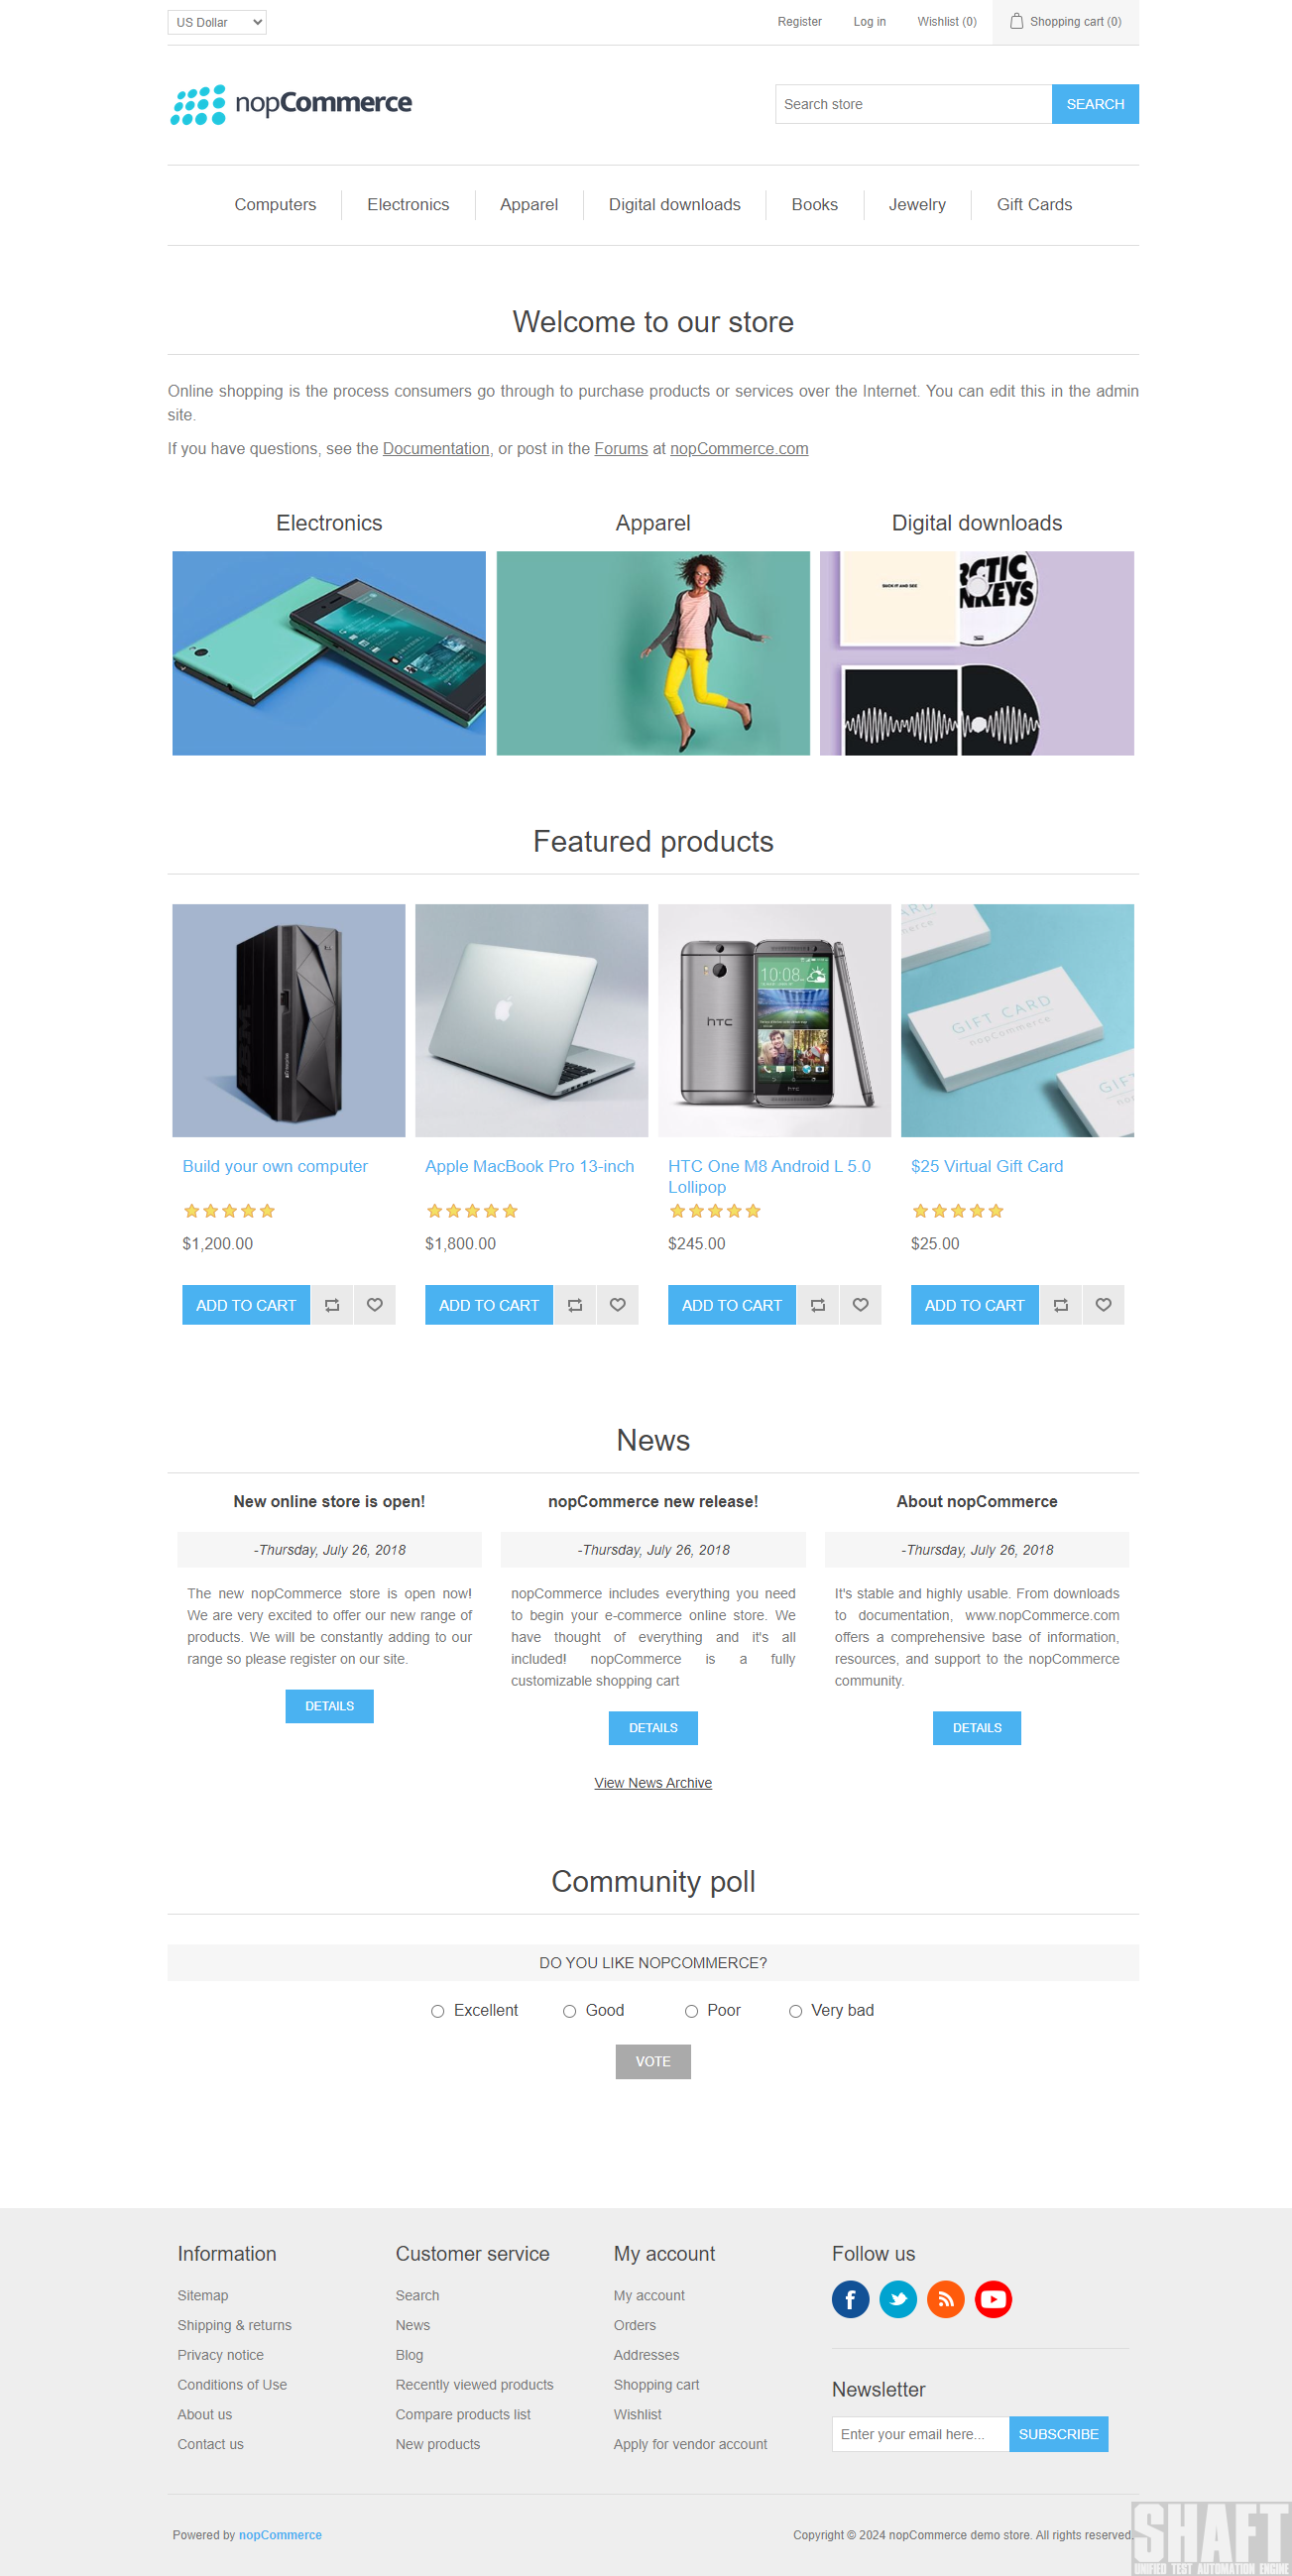 US Dollar
Register
Log in
Wishlist (0)
Shopping cart (0)
nopCommerce
Search store
SEARCH
Computers
Electronics
Apparel
Digital downloads
Books
Jewelry
Gift Cards
Welcome to our store
Online shopping is the process consumers go through to purchase products or services over the Internet. You can edit this in the admin
site.
If you have questions, see the Documentation, or post in the Forums at nopCommerce.com
Electronics
Apparel
Digital downloads
SUCK IT AND SEE
RCTIC
NKEYS
Featured products
10:08
hTC
GIFT CARD
nopCommerce
Build your own computer
$1,200.00
ADD TO CART
Apple MacBook Pro 13-inch
$1,800.00
ADD TO CART
HTC One M8 Android L 5.0
Lollipop
$245.00
ADD TO CART
$25 Virtual Gift Card
$25.00
ADD TO CART
News
New online store is open!
-Thursday, July 26, 2018
The new nopCommerce store is open now!
We are very excited to offer our new range of
products. We will be constantly adding to our
range so please register on our site.
DETAILS
nopCommerce new release!
-Thursday, July 26, 2018
nopCommerce includes everything you need
to begin your e-commerce online store. We
have thought of everything and it's all
included! nopCommerce is a fully
customizable shopping cart
DETAILS
About nopCommerce
-Thursday, July 26, 2018
It's stable and highly usable. From downloads
to documentation, www.nopCommerce.com
offers a comprehensive base of information,
resources, and support to the nopCommerce
community.
DETAILS
View News Archive
Community poll
DO YOU LIKE NOPCOMMERCE?
Excellent
Good
Poor
Very bad
VOTE
Information
Sitemap
Shipping & returns
Privacy notice
Conditions of Use
About us
Contact us
Customer service
Search
News
Blog
Recently viewed products
Compare products list
New products
My account
My account
Orders
Addresses
Shopping cart
Wishlist
Apply for vendor account
Follow us
Newsletter
Enter your email here...
SUBSCRIBE
Powered by nopCommerce
Copyright © 2024 nopCommerce demo store. All rights reserved.
SHAFT
UNIFIED TEST AUTOMATION ENGINE